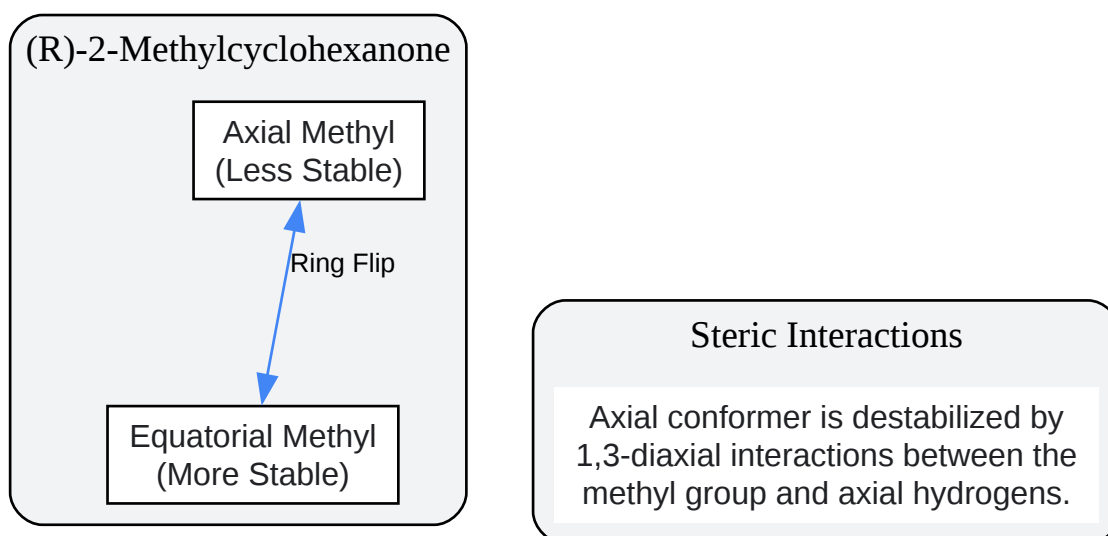 (R)-2-Methylcyclohexanone
Axial Methyl
(Less Stable)
Ring Flip
Equatorial Methyl
(More Stable)
Steric Interactions
Axial conformer is destabilized by
1,3-diaxial interactions between the
methyl group and axial hydrogens.